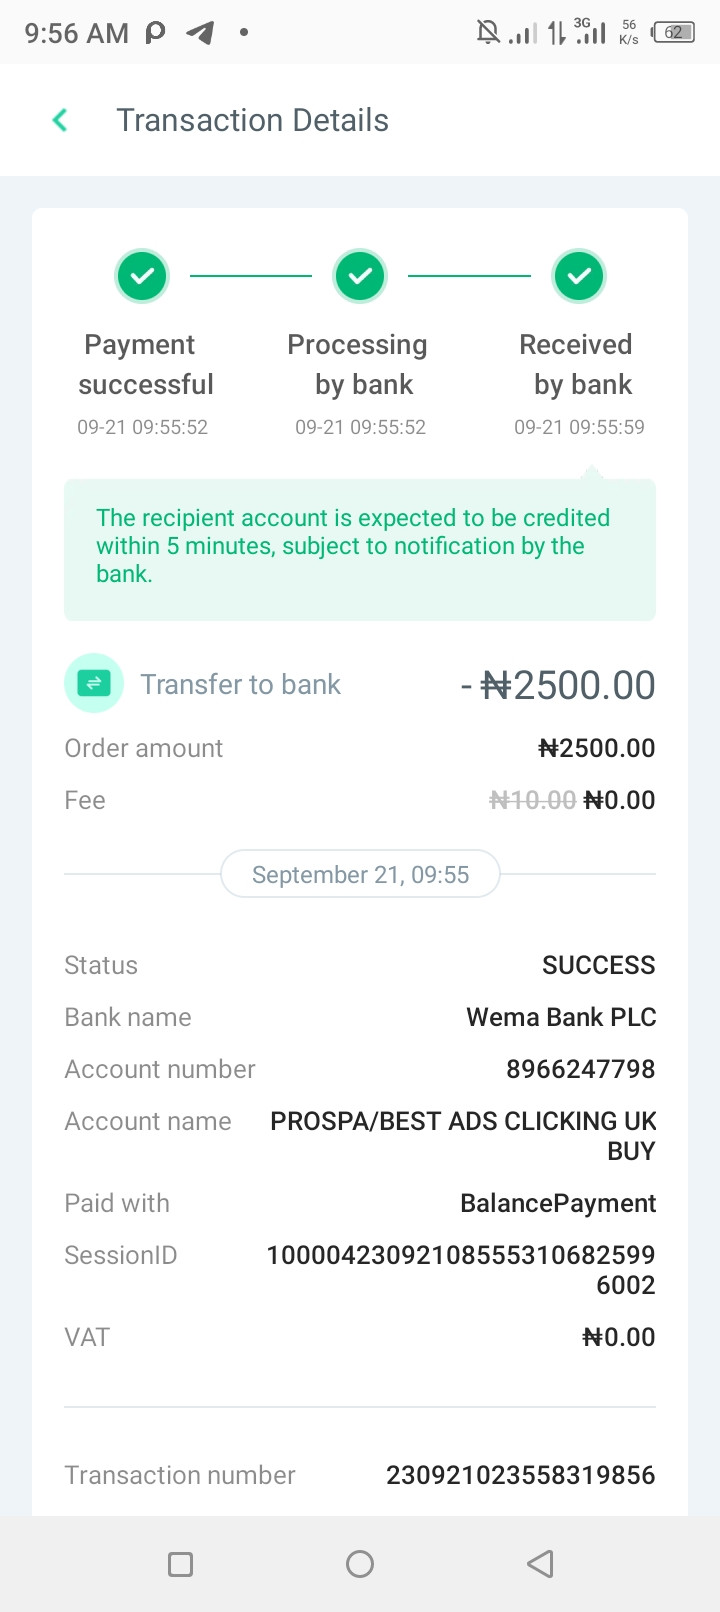 9:56 AM
3G
56
K/s
62
Transaction Details
Payment successful
Processing by bank
Received by bank
09-21 09:55:52
09-21 09:55:52
09-21 09:55:59
The recipient account is expected to be credited
within 5 minutes, subject to notification by the
bank.
Transfer to bank -₦2500.00
Order amount ₦2500.00
Fee ₦10.00 ₦0.00
September 21, 09:55
Status SUCCESS
Bank name Wema Bank PLC
Account number 8966247798
Account name PROSPA/BEST ADS CLICKING UK
BUY
Paid with BalancePayment
SessionID 10000423092108555310682599
6002
VAT ₦0.00
Transaction number 230921023558319856